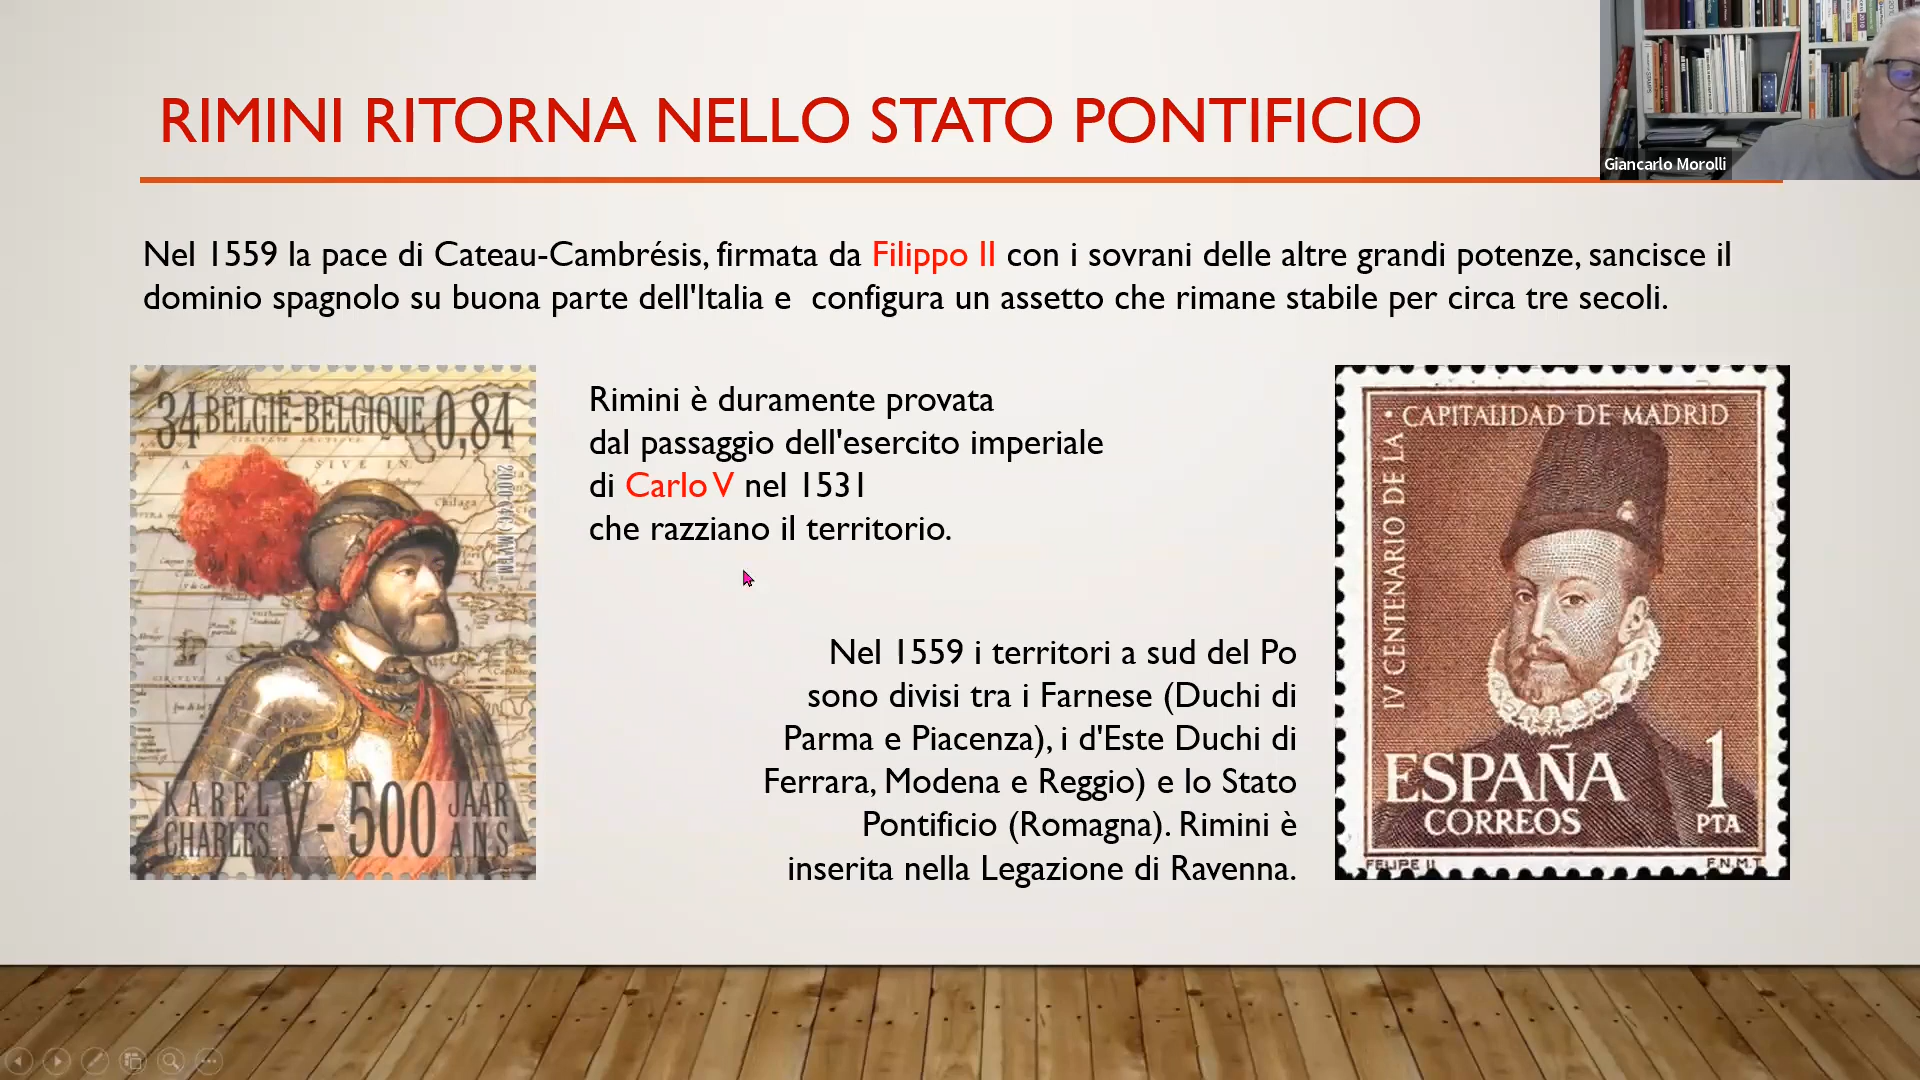 RIMINI RITORNA NELLO STATO PONTIFICIO
Giancarlo Morolli
Nel 1559 la pace di Cateau-Cambrésis, firmata da Filippo II con i sovrani delle altre grandi potenze, sancisce il
dominio spagnolo su buona parte dell'Italia e configura un assetto che rimane stabile per circa tre secoli.
34 BELGIË-BELGIQUE 0,84
KAREL V - 500 JAAR
CHARLES ANS
Rimini è duramente provata
dal passaggio dell'esercito imperiale
di Carlo V nel 1531
che razziano il territorio.
Nel 1559 i territori a sud del Po
sono divisi tra i Farnese (Duchi di
Parma e Piacenza), i d'Este Duchi di
Ferrara, Modena e Reggio) e lo Stato
Pontificio (Romagna). Rimini è
inserita nella Legazione di Ravenna.
IV CENTENARIO DE LA
• CAPITALIDAD DE MADRID
ESPAÑA 1
CORREOS PTA
FELIPE II F.N.M.T